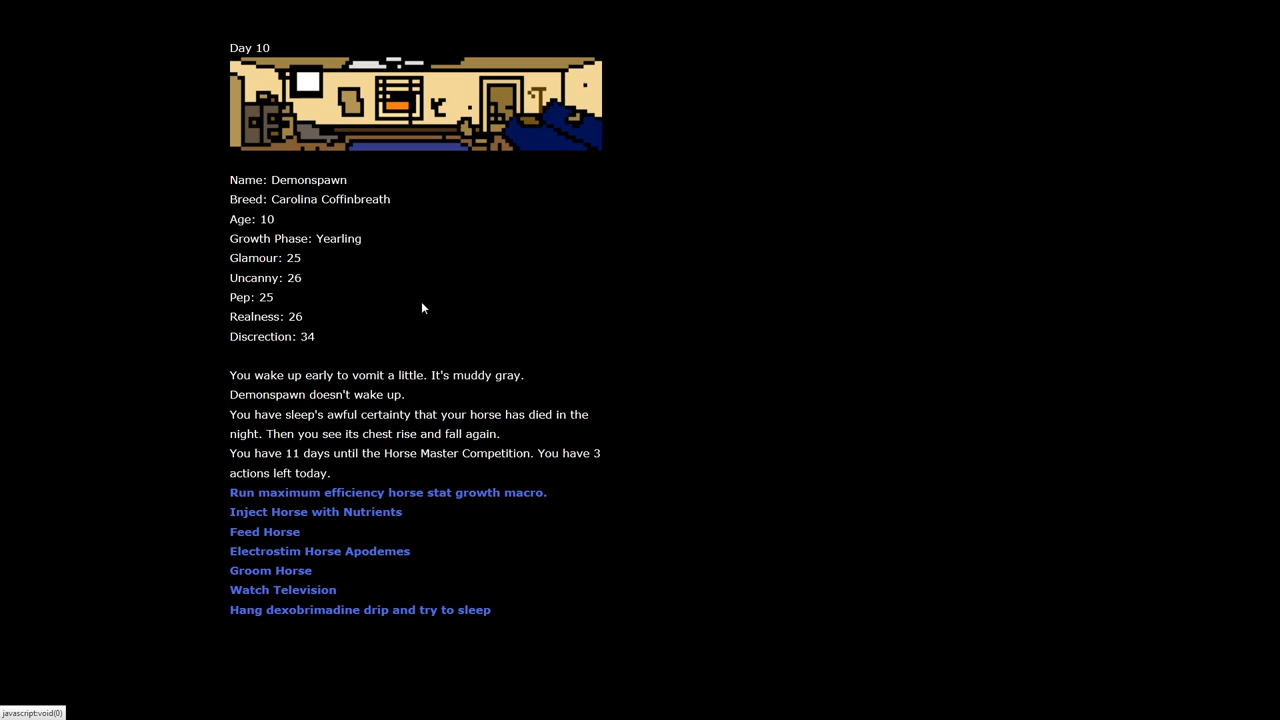 Day 10
Name: Demonspawn
Breed: Carolina Coffinbreath
Age: 10
Growth Phase: Yearling
Glamour: 25
Uncanny: 26
Pep: 25
Realness: 26
Discrection: 34
You wake up early to vomit a little. It's muddy gray.
Demonspawn doesn't wake up.
You have sleep's awful certainty that your horse has died in the
night. Then you see its chest rise and fall again.
You have 11 days until the Horse Master Competition. You have 3
actions left today.
Run maximum efficiency horse stat growth macro.
Inject Horse with Nutrients
Feed Horse
Electrostim Horse Apodemes
Groom Horse
Watch Television
Hang dexobrimadine drip and try to sleep
javascript:void(0)